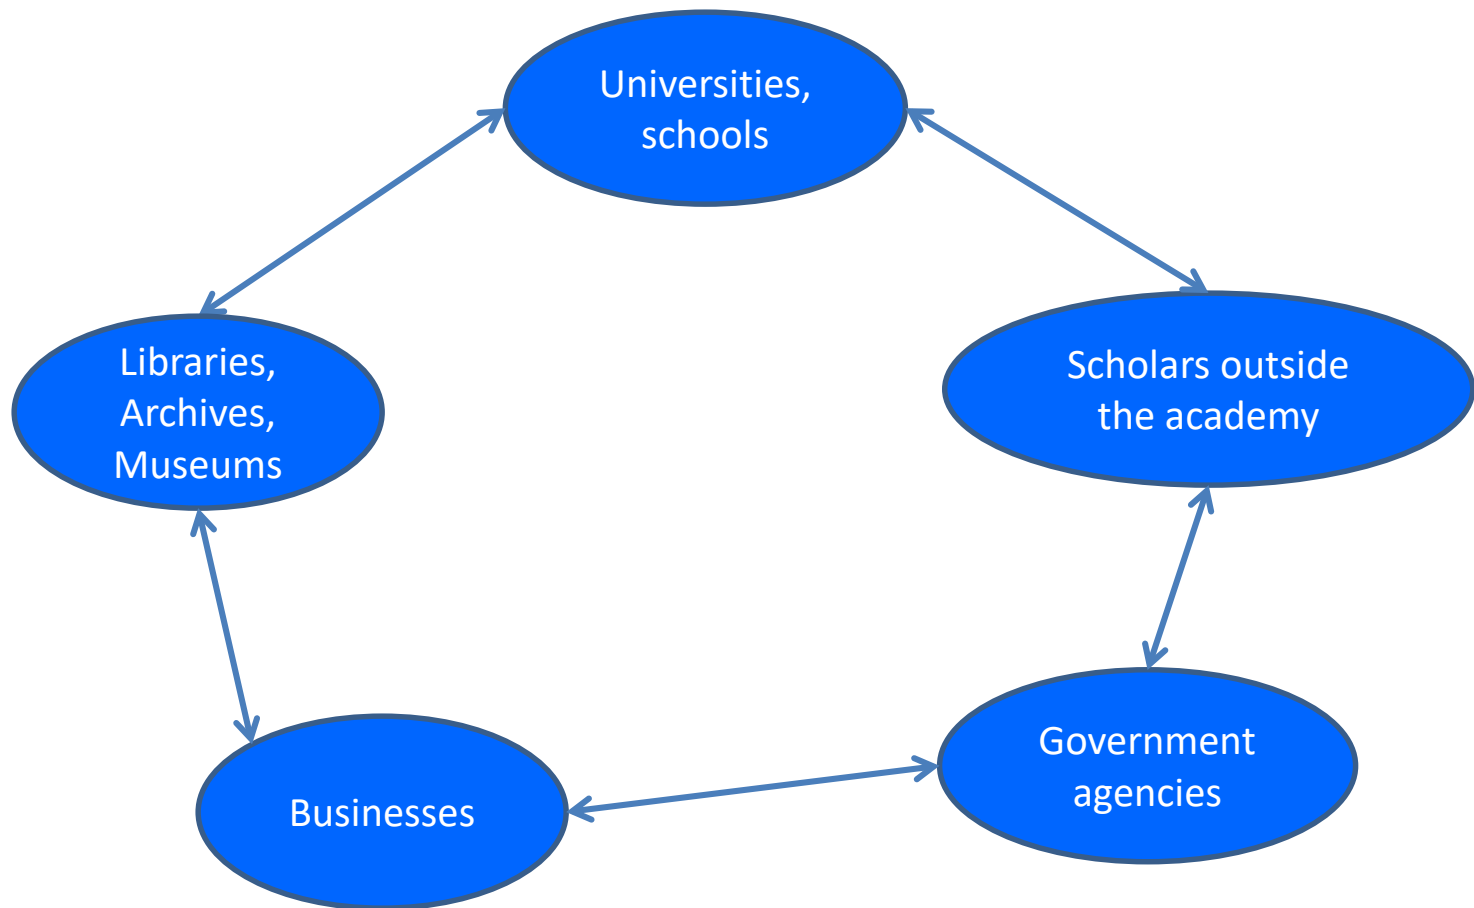 Universities,
schools
Libraries,
Archives,
Museums
Scholars outside
the academy
Government
agencies
Businesses